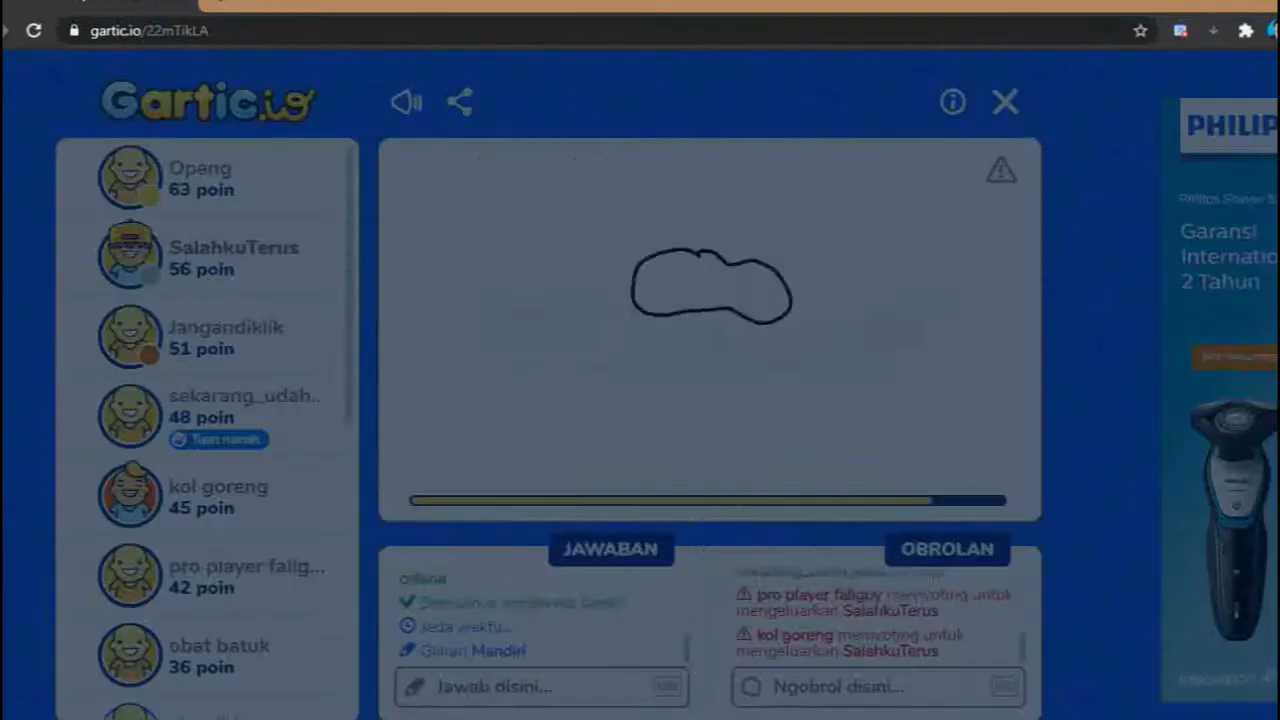 gartic.io/22mTikLA
Gartic.io
PHILIP
Openg
63 poin
SalahkuTerus
56 poin
Jangandiklik
51 poin
sekarang_udah..
48 poin
Tuan rumah
kol goreng
45 poin
pro player falig...
42 poin
obat batuk
36 poin
Garansi
Internatio
2 Tahun
JAWABAN
Jeda waktu...
Giliran Mandiri
Jawab disini...
OBROLAN
pro player faliguy memvoting untuk
mengeluarkan SalahkuTerus
kol goreng memvoting untuk
mengeluarkan SalahkuTerus
Ngobrol disini...